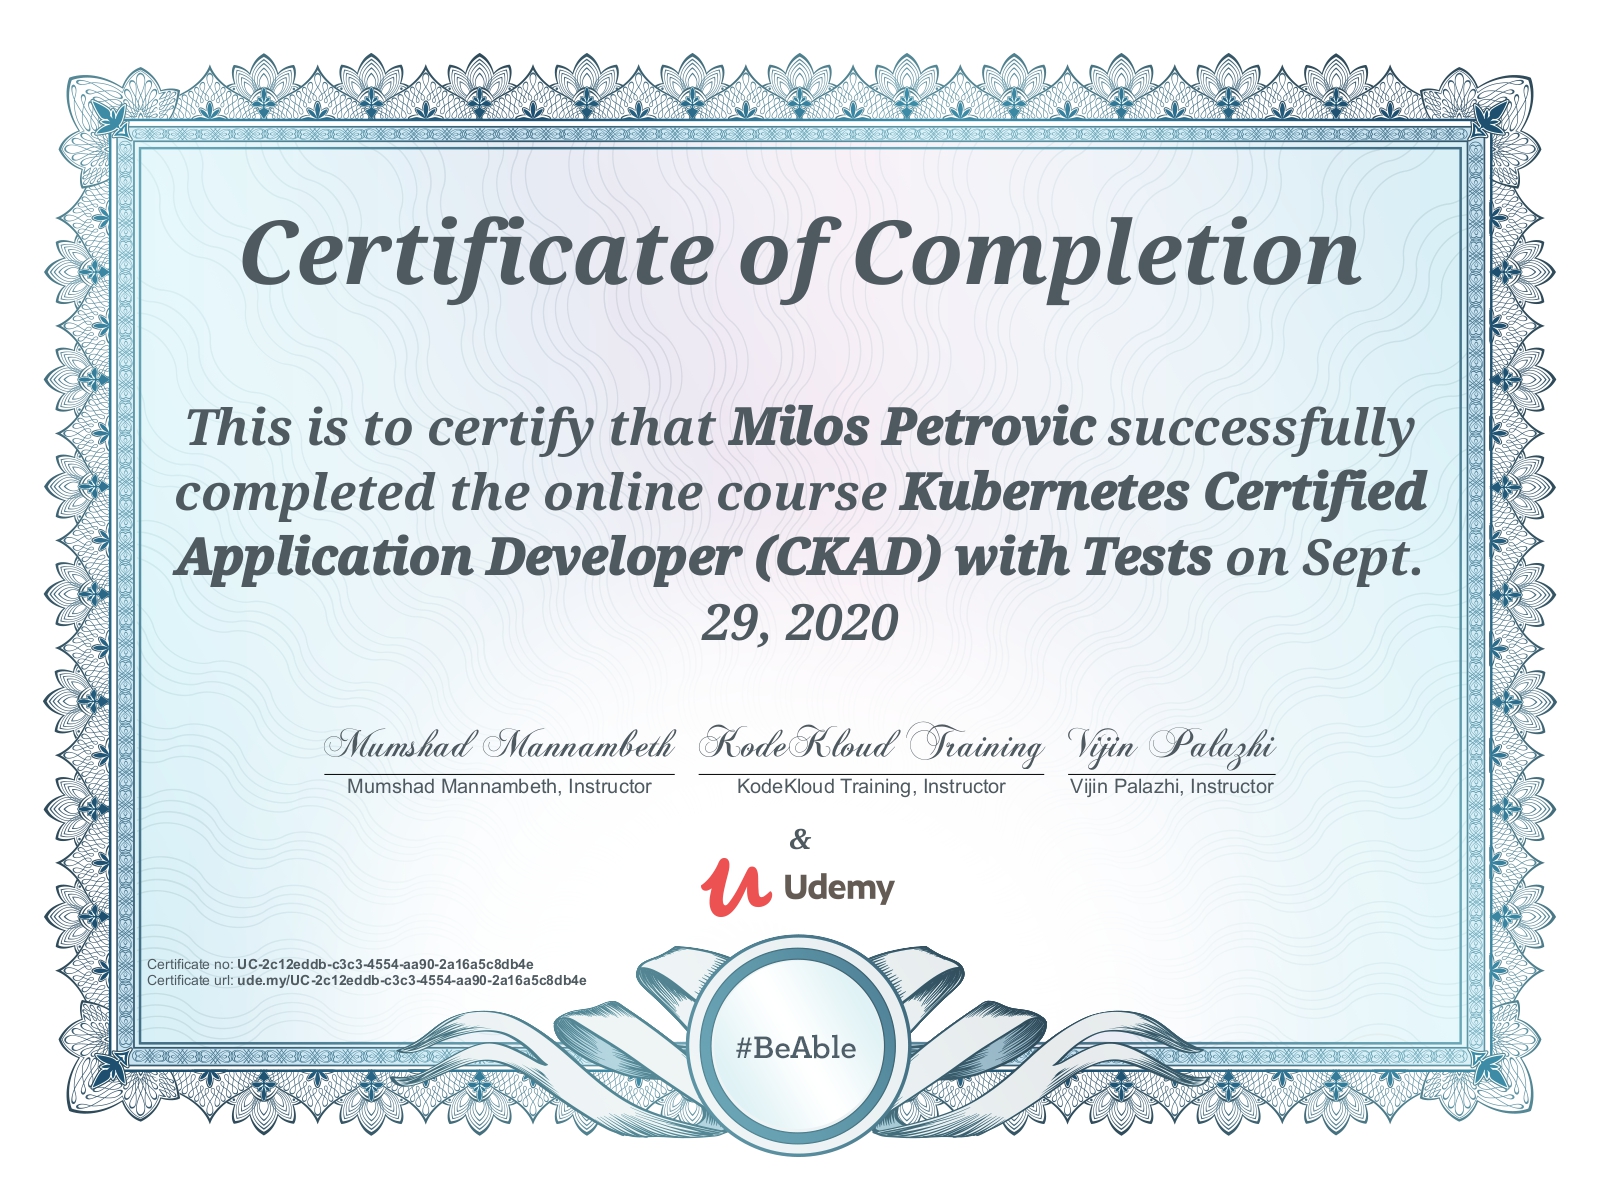 Certificate of Completion
This is to certify that Milos Petrovic successfully
completed the online course Kubernetes Certified
Application Developer (CKAD) with Tests on Sept.
29, 2020
Mumshad Mannambeth KodeKloud Training Vijin Palazhi
Mumshad Mannambeth, Instructor KodeKloud Training, Instructor Vijin Palazhi, Instructor
&
Udemy
Certificate no: UC-2c12eddb-c3c3-4554-aa90-2a16a5c8db4e
Certificate url: ude.my/UC-2c12eddb-c3c3-4554-aa90-2a16a5c8db4e
#BeAble